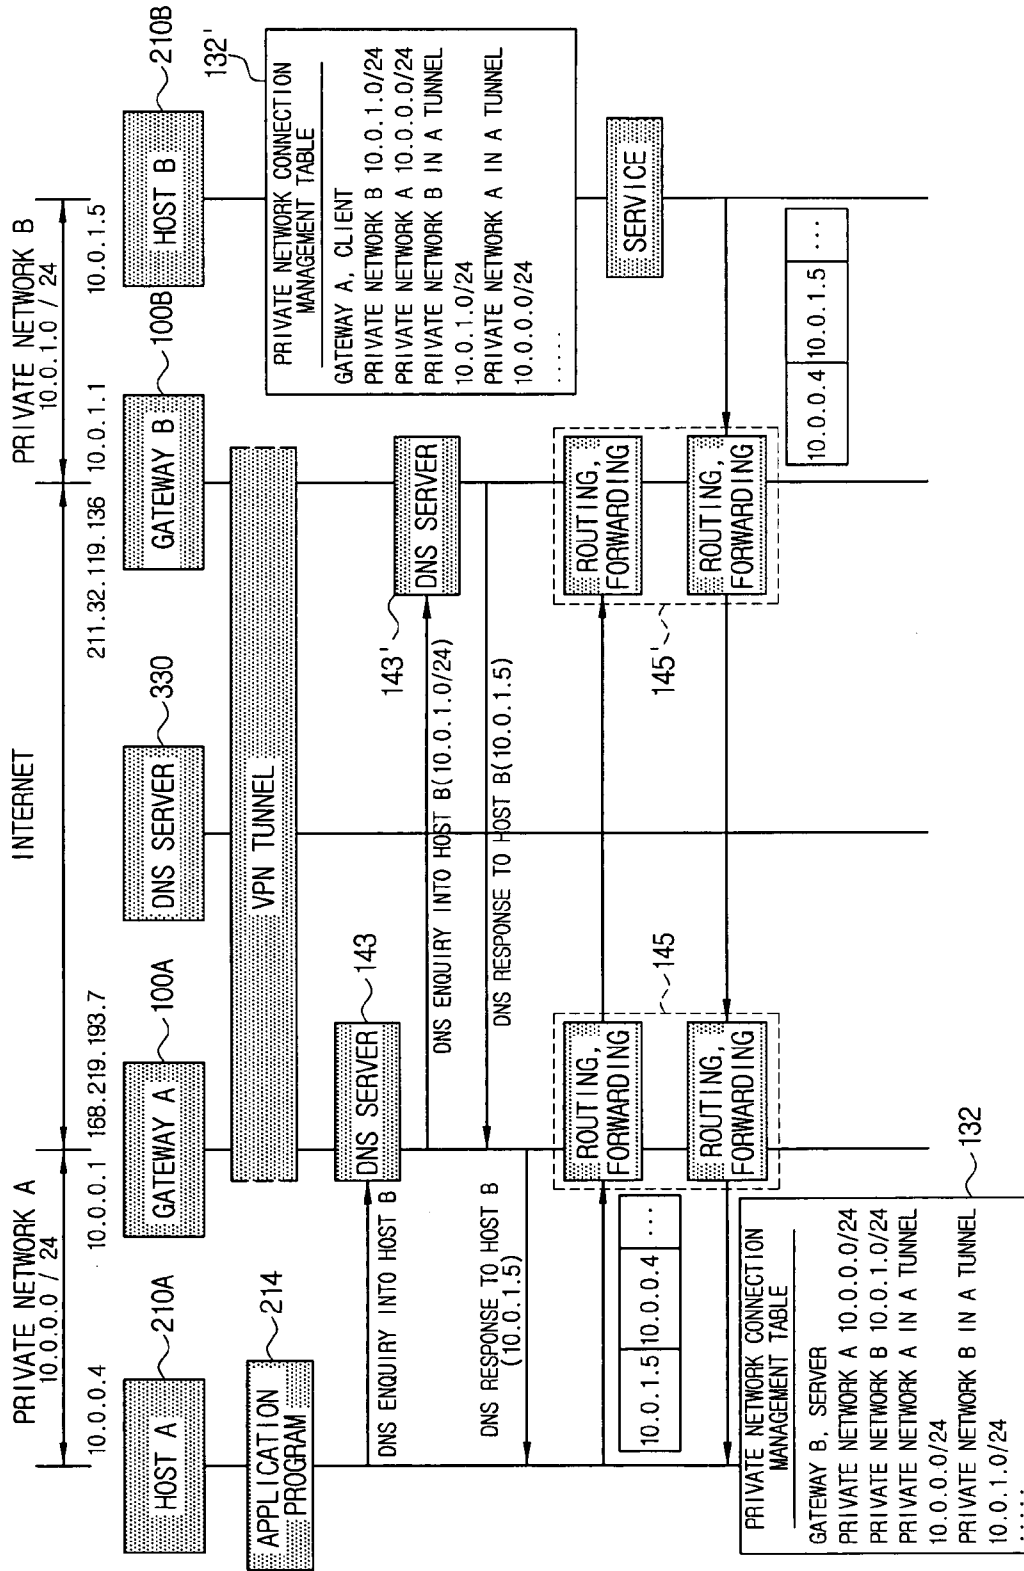 PRIVATE NETWORK A
10.0.0.0 / 24
INTERNET
PRIVATE NETWORK B
10.0.1.0 / 24
10.0.0.4
10.0.0.1
168.219.193.7
211.32.119.136
10.0.1.1
10.0.1.5
210A
100A
330
100B
210B
HOST A
GATEWAY A
DNS SERVER
GATEWAY B
HOST B
VPN TUNNEL
214
APPLICATION
PROGRAM
132'
PRIVATE NETWORK CONNECTION
MANAGEMENT TABLE
GATEWAY A, CLIENT
PRIVATE NETWORK B 10.0.1.0/24
PRIVATE NETWORK A 10.0.0.0/24
PRIVATE NETWORK B IN A TUNNEL
10.0.1.0/24
PRIVATE NETWORK A IN A TUNNEL
10.0.0.0/24
.....
DNS ENQUIRY INTO HOST B
DNS SERVER
143
DNS SERVER
143'
DNS ENQUIRY INTO HOST B(10.0.1.0/24)
DNS RESPONSE TO HOST B(10.0.1.5)
DNS RESPONSE TO HOST B
(10.0.1.5)
ROUTING,
FORWARDING
ROUTING,
FORWARDING
SERVICE
10.0.1.5 10.0.0.4 ...
145
145'
ROUTING,
FORWARDING
ROUTING,
FORWARDING
10.0.0.4 10.0.1.5 ...
132
PRIVATE NETWORK CONNECTION
MANAGEMENT TABLE
GATEWAY B, SERVER
PRIVATE NETWORK A 10.0.0.0/24
PRIVATE NETWORK B 10.0.1.0/24
PRIVATE NETWORK A IN A TUNNEL
10.0.0.0/24
PRIVATE NETWORK B IN A TUNNEL
10.0.1.0/24
.....